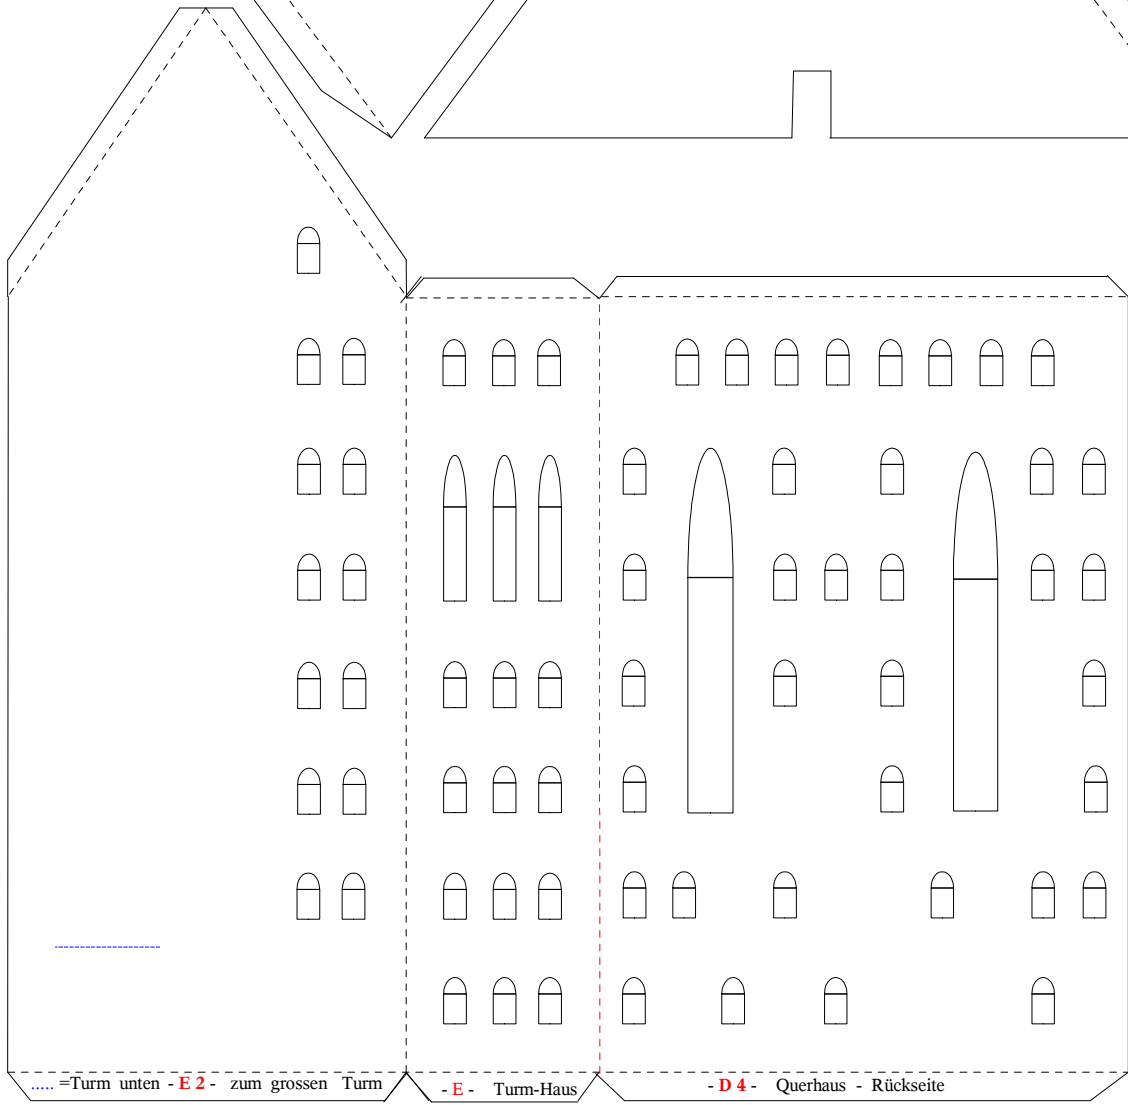 ..... =Turm unten - E 2 - zum grossen Turm
- E - Turm-Haus
- D 4 - Querhaus - Rückseite